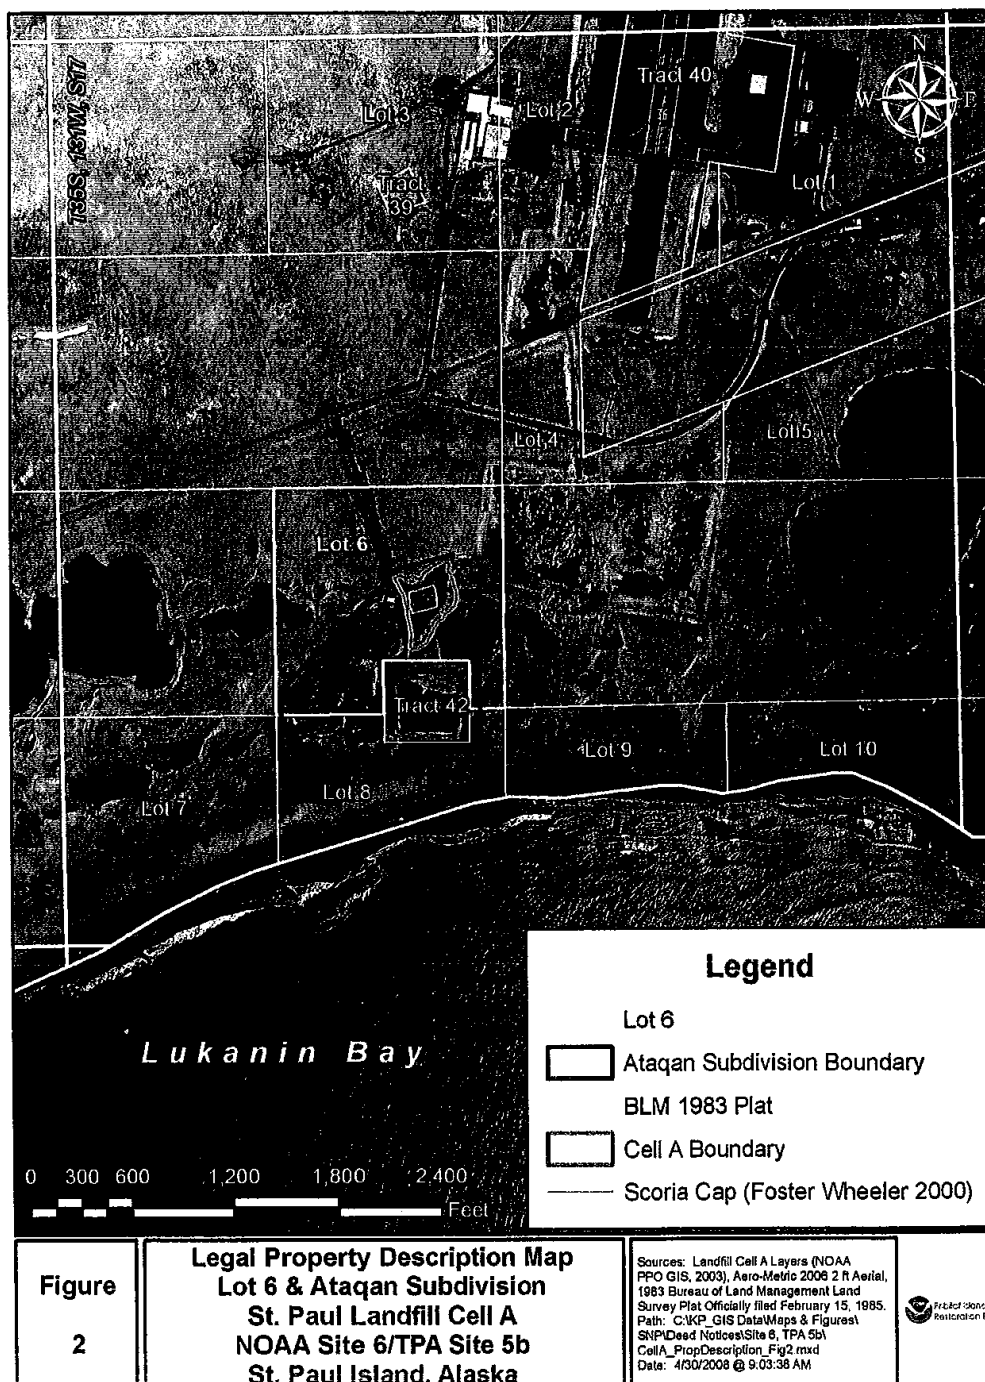 T35S, 131W, S17
N
W E
S
Tract 40
Lot 3
Lot 2
Tract
39
Lot 1
Lot 4
Lot 5
Lot 6
Tract 42
Lot 9
Lot 10
Lot 7
Lot 8
Lukanin Bay
0 300 600 1,200 1,800 2,400
Feet
Legend
Lot 6
Ataqan Subdivision Boundary
BLM 1983 Plat
Cell A Boundary
Scoria Cap (Foster Wheeler 2000)
Figure
2
Legal Property Description Map
Lot 6 & Ataqan Subdivision
St. Paul Landfill Cell A
NOAA Site 6/TPA Site 5b
St. Paul Island, Alaska
Sources: Landfill Cell A Layers (NOAA
PPO GIS, 2003), Aero-Metric 2006 2 ft Aerial,
1983 Bureau of Land Management Land
Survey Plat Officially filed February 15, 1985.
Path: C:\KP_GIS Data\Maps & Figures\
SNP\Deed Notices\Site 6, TPA 5b\
CellA_PropDescription_Fig2.mxd
Date: 4/30/2008 @ 9:03:38 AM
Restoration